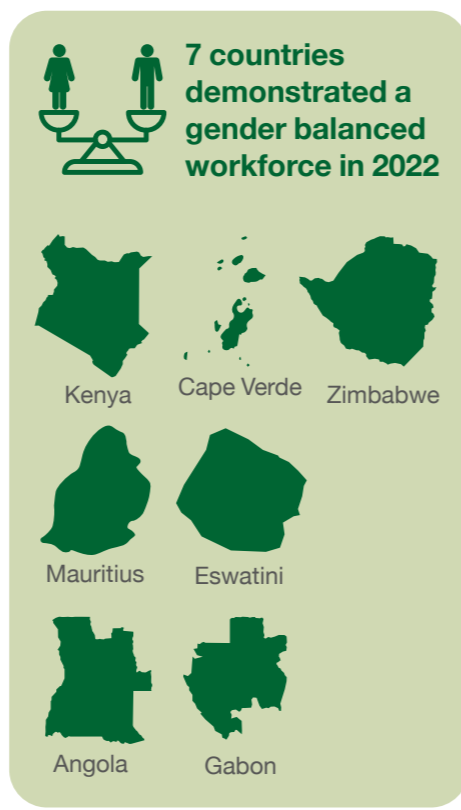 7 countries
demonstrated a
gender balanced
workforce in 2022
Kenya
Cape Verde
Zimbabwe
Mauritius
Eswatini
Angola
Gabon